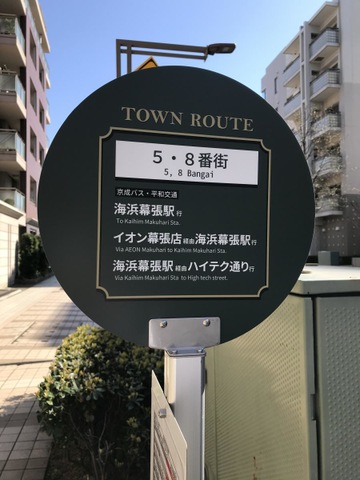 TOWN ROUTE
５・８番街
5, 8 Bangai
京成バス・平和交通
海浜幕張駅 行
To Kaihim Makuhari Sta.
イオン幕張店 経由 海浜幕張駅 行
Via AEON Makuhari to Kaihim Makuhari Sta.
海浜幕張駅 経由 ハイテク通り 行
Via Kaihim Makuhari Sta. to High tech street.